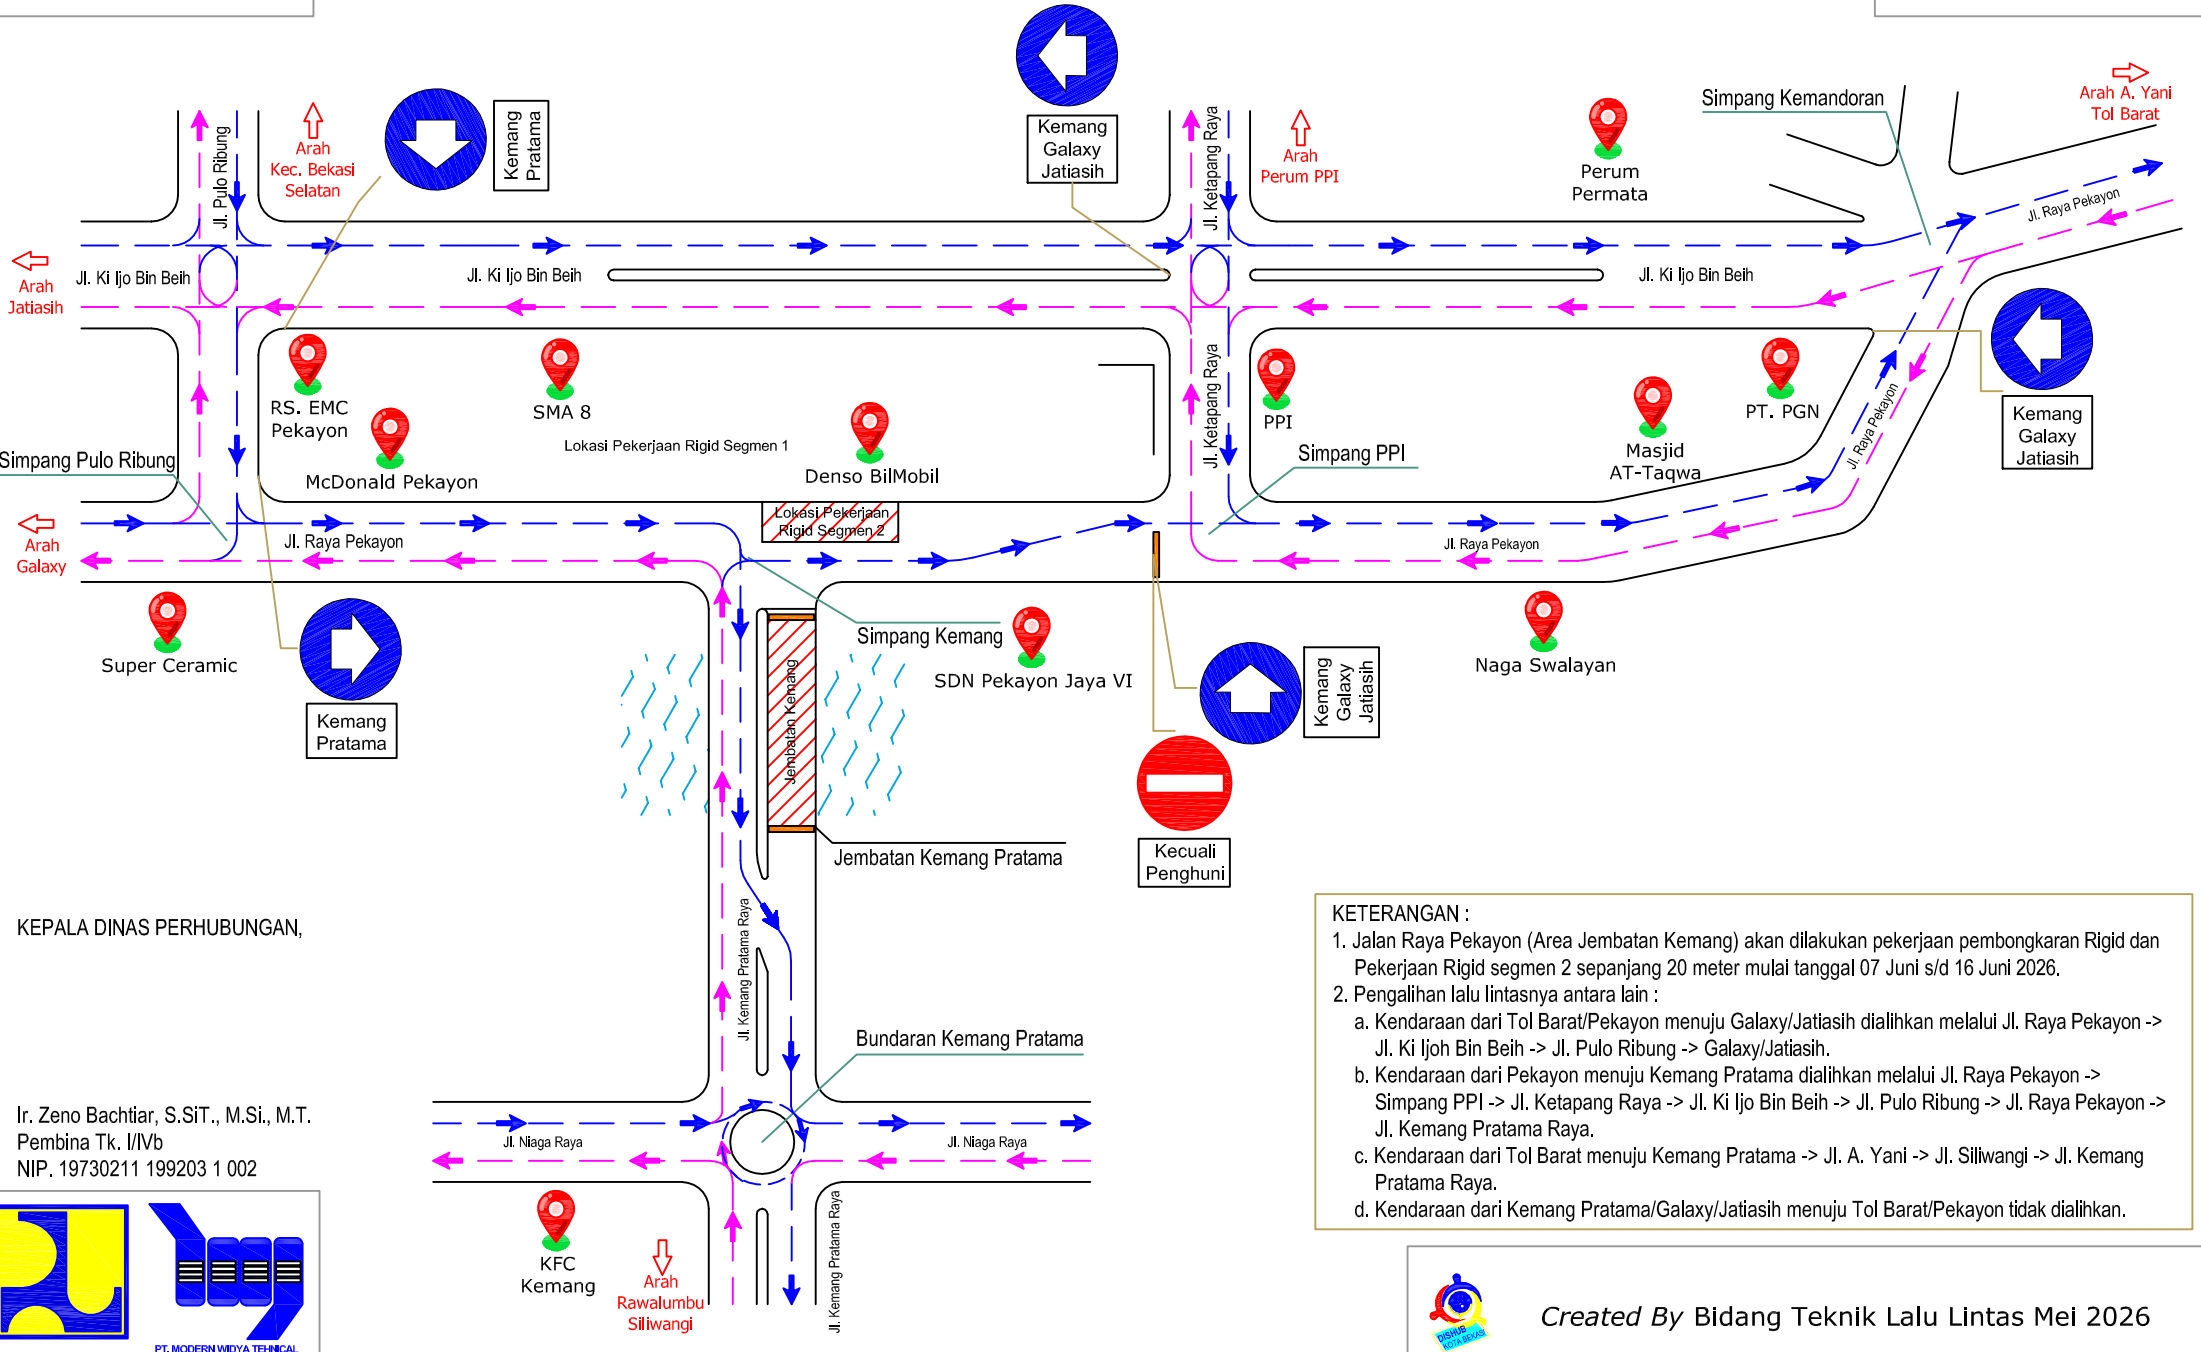 Simpang Kemandoran
Arah A. Yani
Tol Barat
Jl. Pulo Ribung
Arah
Kec. Bekasi
Selatan
Kemang
Pratama
Kemang
Galaxy
Jatiasih
Jl. Ketapang Raya
Arah
Perum PPI
Perum
Permata
Jl. Raya Pekayon
Arah
Jatiasih
Jl. Ki Ijo Bin Beih
Jl. Ki Ijo Bin Beih
Jl. Ki Ijo Bin Beih
RS. EMC
Pekayon
SMA 8
McDonald Pekayon
Lokasi Pekerjaan Rigid Segmen 1
Denso BilMobil
Jl. Ketapang Raya
PPI
Simpang PPI
Masjid
AT-Taqwa
PT. PGN
Jl. Raya Pekayon
Kemang
Galaxy
Jatiasih
Simpang Pulo Ribung
Lokasi Pekerjaan
Rigid Segmen 2
Arah
Galaxy
Jl. Raya Pekayon
Jl. Raya Pekayon
Super Ceramic
Kemang
Pratama
Simpang Kemang
SDN Pekayon Jaya VI
Jembatan Kemang
Kemang
Galaxy
Jatiasih
Naga Swalayan
Kecuali
Penghuni
Jembatan Kemang Pratama
KEPALA DINAS PERHUBUNGAN,
Jl. Kemang Pratama Raya
Bundaran Kemang Pratama
Ir. Zeno Bachtiar, S.SiT., M.Si., M.T.
Pembina Tk. I/IVb
NIP. 19730211 199203 1 002
Jl. Niaga Raya
Jl. Niaga Raya
KFC
Kemang
Arah
Rawalumbu
Siliwangi
Jl. Kemang Pratama Raya
KETERANGAN :
1. Jalan Raya Pekayon (Area Jembatan Kemang) akan dilakukan pekerjaan pembongkaran Rigid dan
Pekerjaan Rigid segmen 2 sepanjang 20 meter mulai tanggal 07 Juni s/d 16 Juni 2026.
2. Pengalihan lalu lintasnya antara lain :
a. Kendaraan dari Tol Barat/Pekayon menuju Galaxy/Jatiasih dialihkan melalui Jl. Raya Pekayon ->
Jl. Ki Ijoh Bin Beih -> Jl. Pulo Ribung -> Galaxy/Jatiasih.
b. Kendaraan dari Pekayon menuju Kemang Pratama dialihkan melalui Jl. Raya Pekayon ->
Simpang PPI -> Jl. Ketapang Raya -> Jl. Ki Ijo Bin Beih -> Jl. Pulo Ribung -> Jl. Raya Pekayon ->
Jl. Kemang Pratama Raya.
c. Kendaraan dari Tol Barat menuju Kemang Pratama -> Jl. A. Yani -> Jl. Siliwangi -> Jl. Kemang
Pratama Raya.
d. Kendaraan dari Kemang Pratama/Galaxy/Jatiasih menuju Tol Barat/Pekayon tidak dialihkan.
PT. MODERN WIDYA TEHNICAL
DISHUB
KOTA BEKASI
Created By Bidang Teknik Lalu Lintas Mei 2026